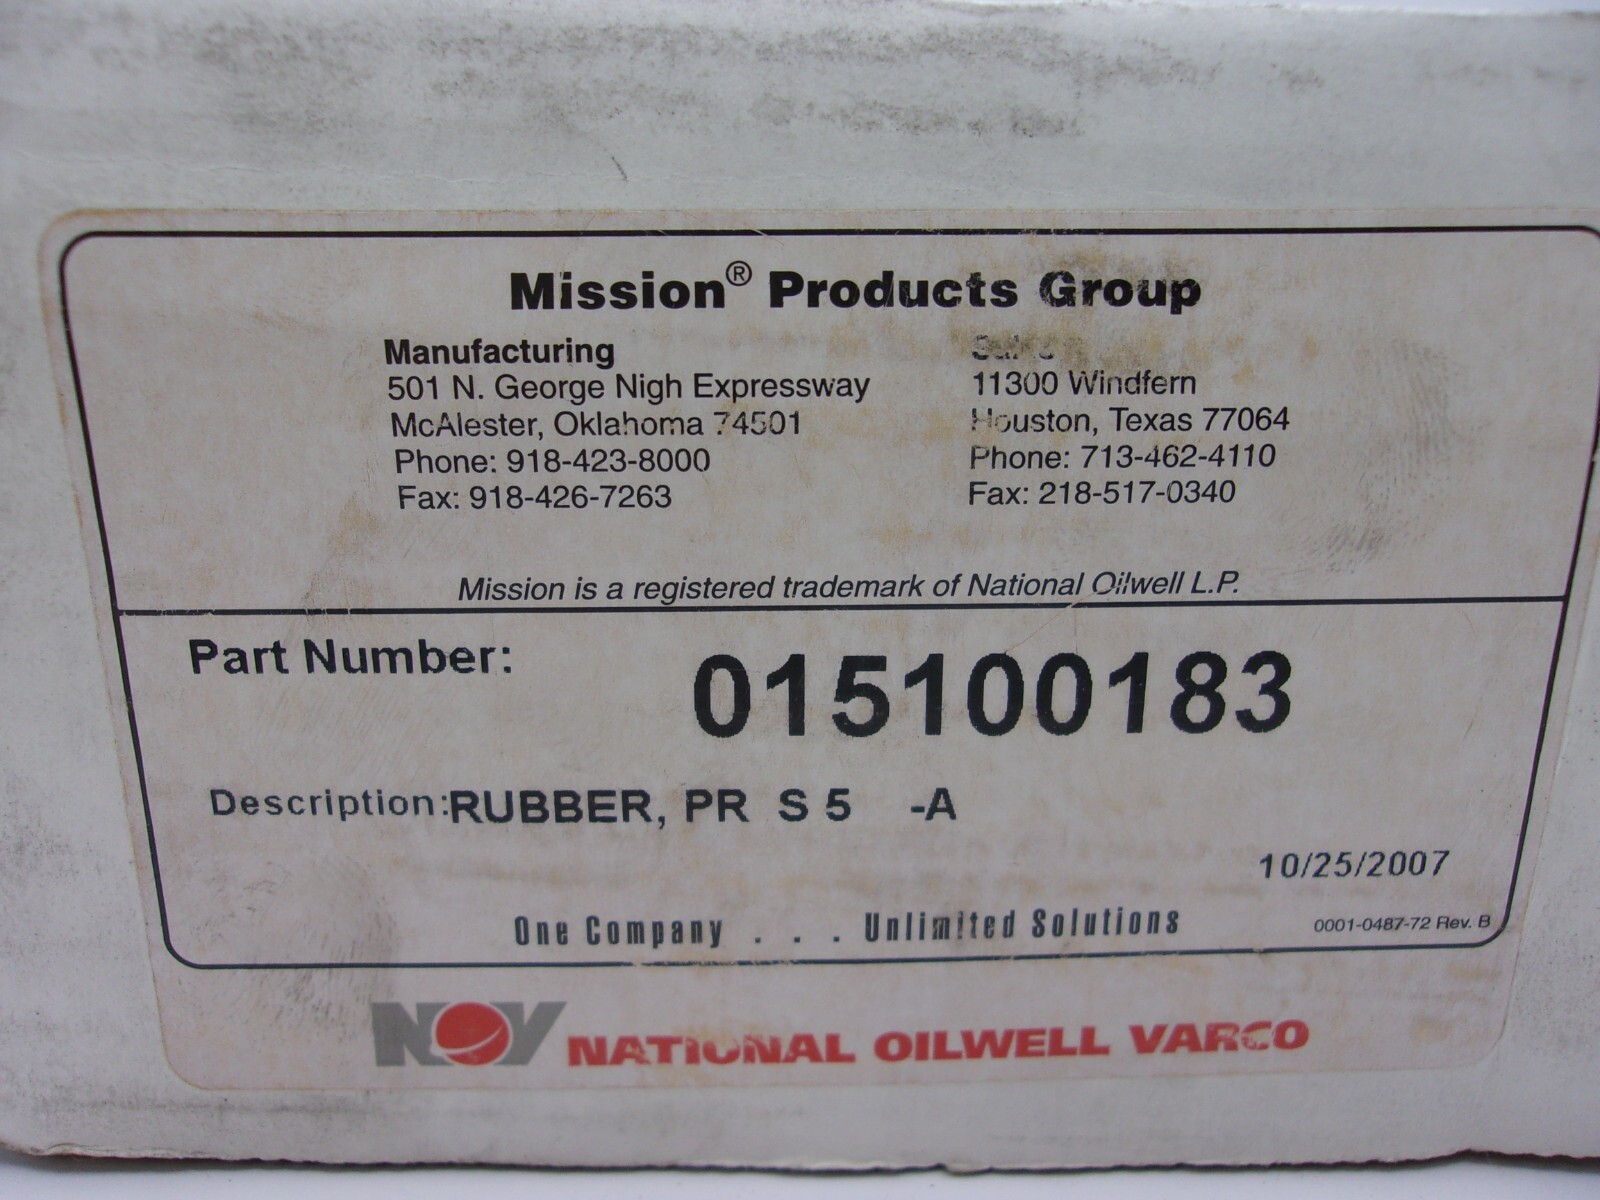 Mission® Products Group
Manufacturing
501 N. George Nigh Expressway
McAlester, Oklahoma 74501
Phone: 918-423-8000
Fax: 918-426-7263
Sales
11300 Windfern
Houston, Texas 77064
Phone: 713-462-4110
Fax: 218-517-0340
Mission is a registered trademark of National Oilwell L.P.
Part Number: 015100183
Description:RUBBER, PR S 5 -A
10/25/2007
One Company . . . Unlimited Solutions
0001-0487-72 Rev. B
NOV NATIONAL OILWELL VARCO